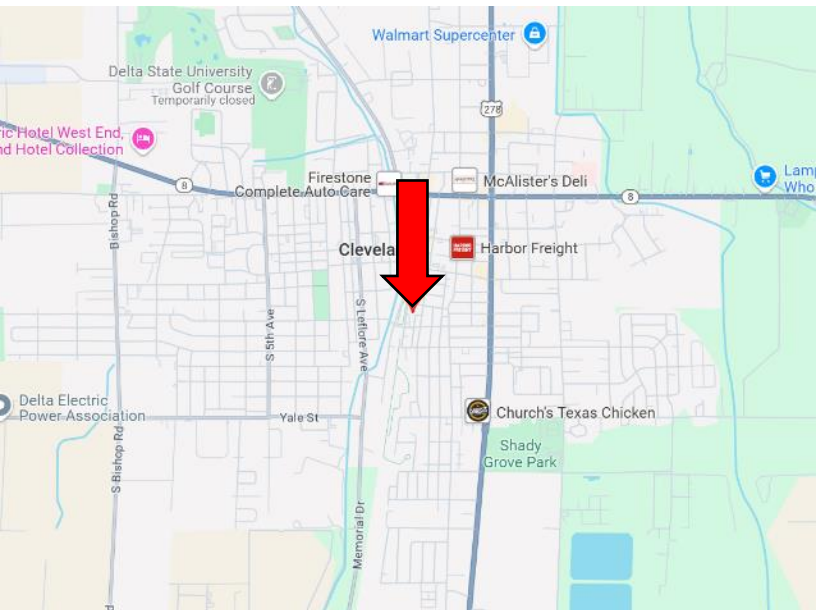 Walmart Supercenter
Delta State University
Golf Course
Temporarily closed
278
ric Hotel West End,
nd Hotel Collection
Firestone
Complete Auto Care
McAlister's Deli
Lamp
Who
8
8
Bishop Rd
Clevela
Harbor Freight
S 5th Ave
S Leflore Ave
Delta Electric
Power Association
Yale St
Church's Texas Chicken
Shady
Grove Park
S Bishop Rd
Memorial Dr